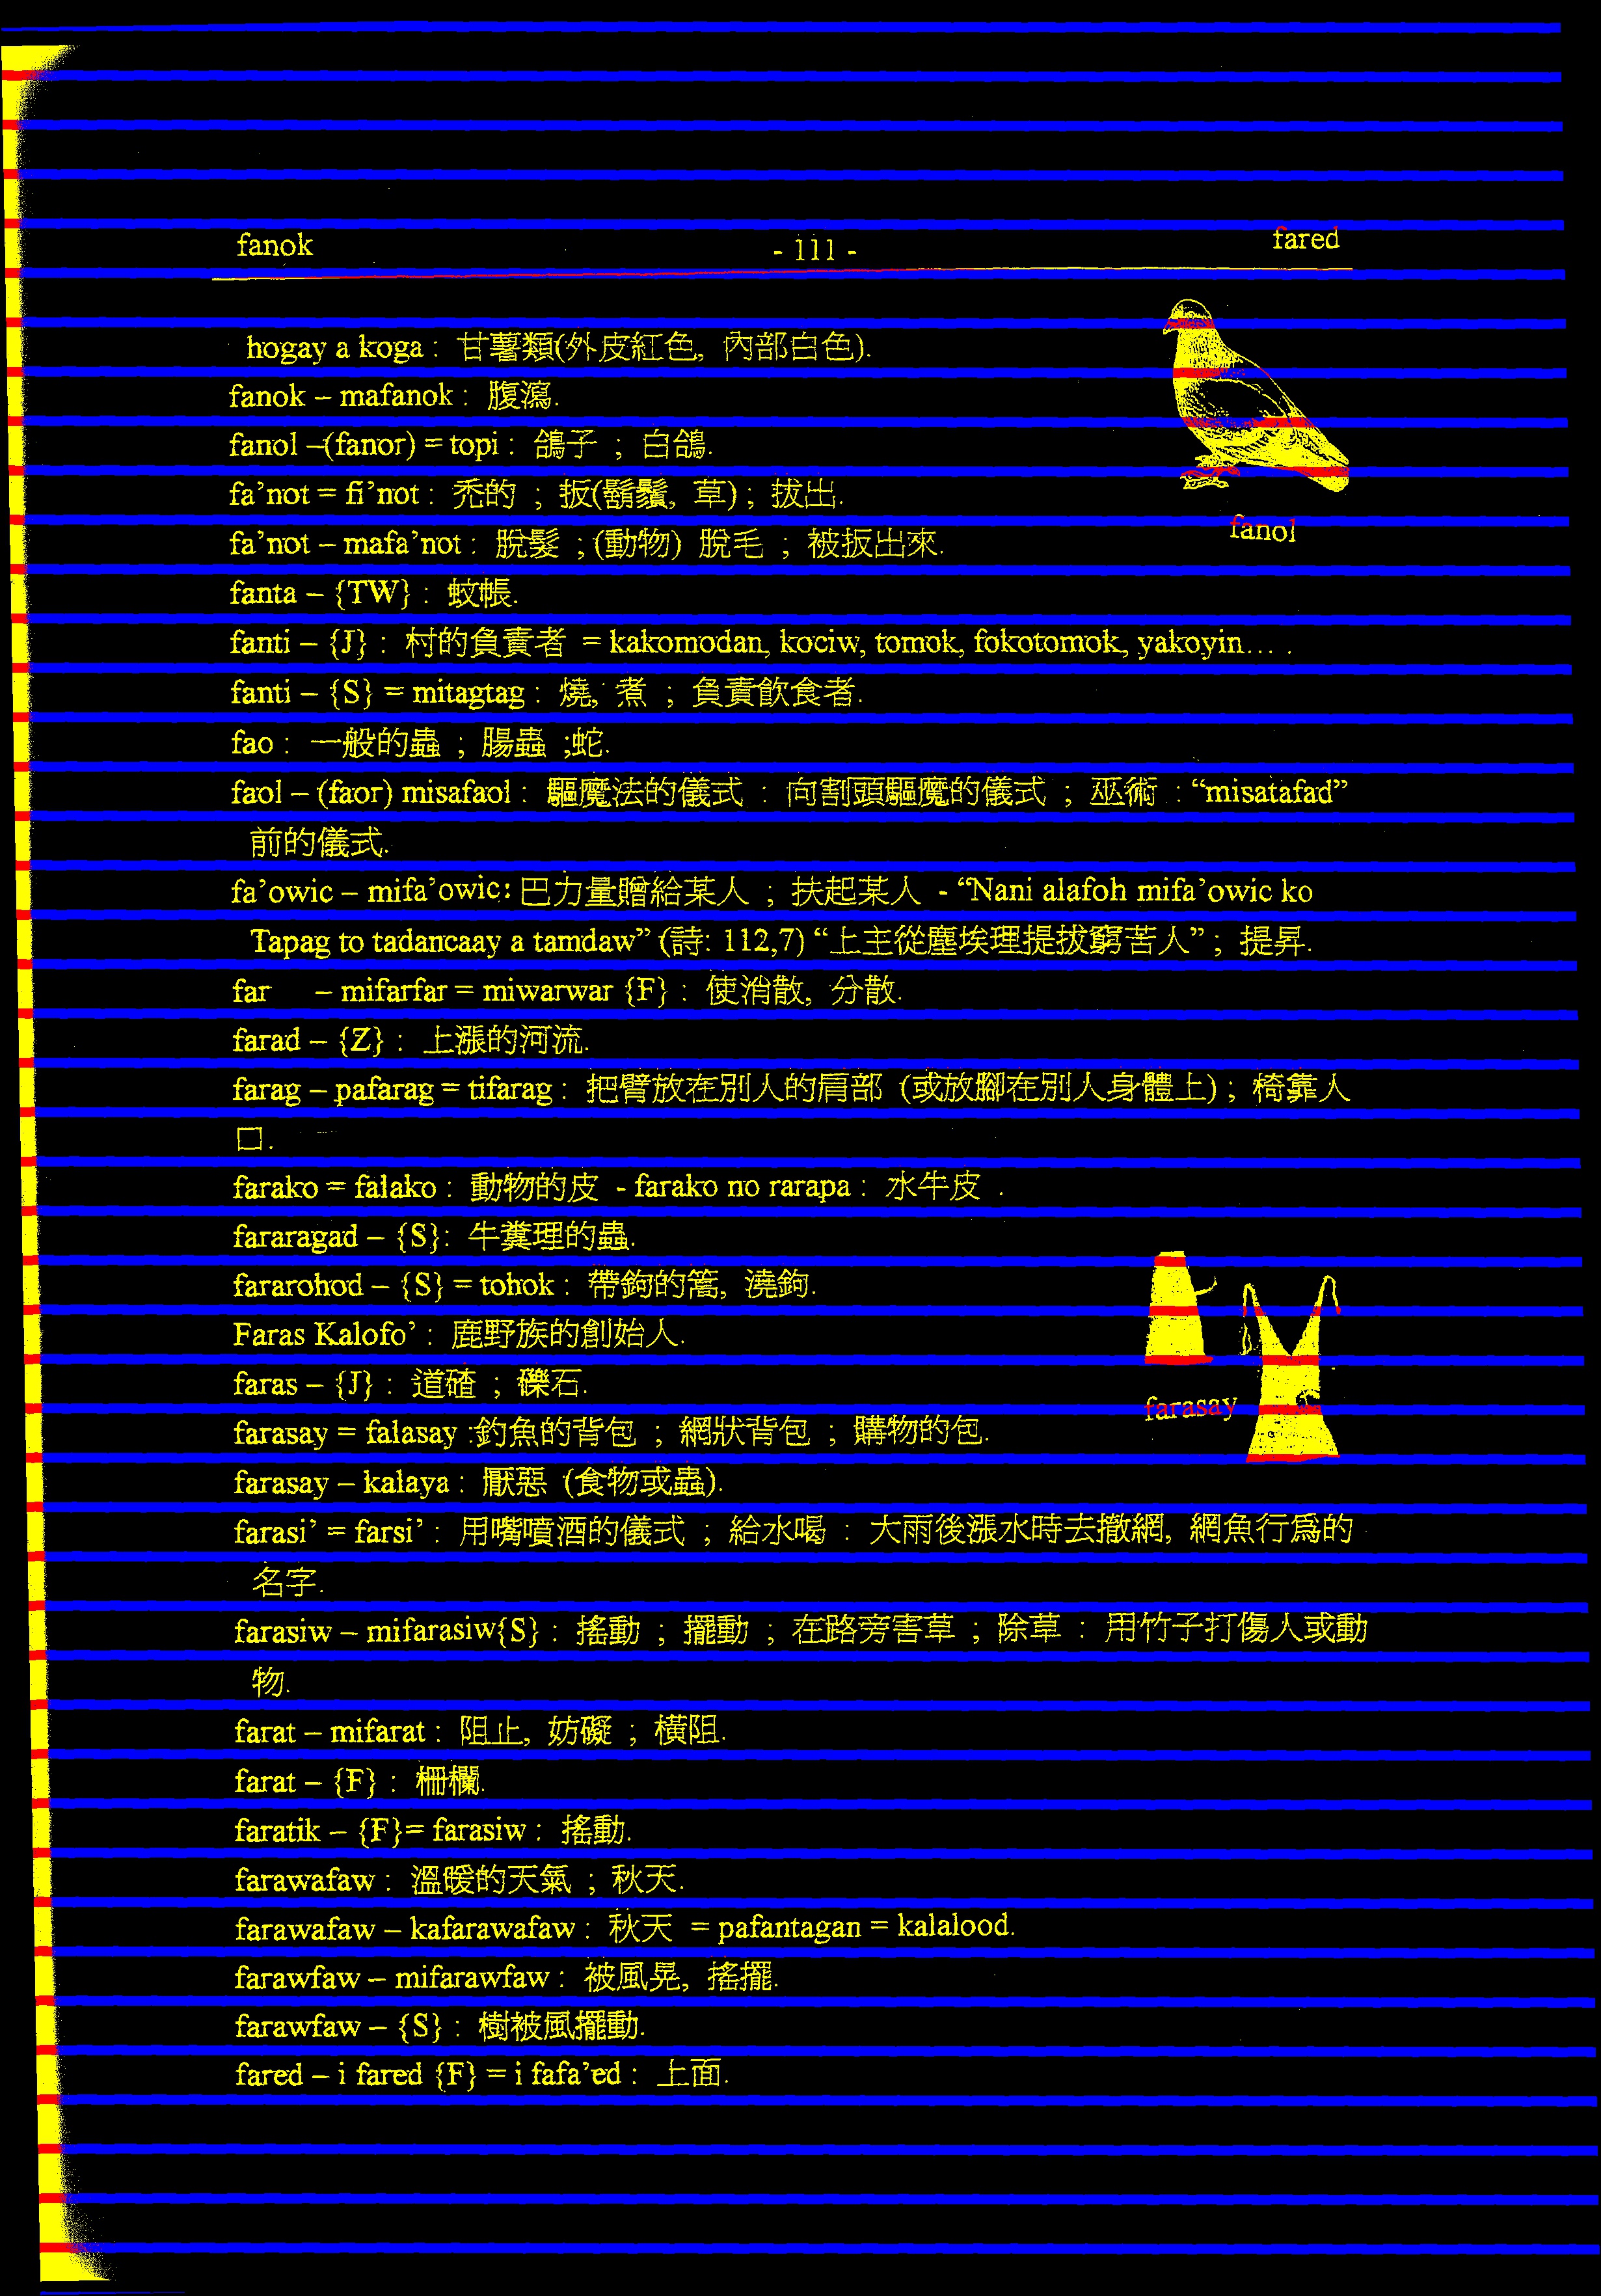 fanok - 111 - fared
hogay a koga : 甘薯類(外皮紅色, 內部白色).
fanok – mafanok : 腹瀉.
fanol –(fanor) = topi : 鴿子 ; 白鴿.
fa’not = fi’not : 禿的 ; 扳(鬍鬚, 草) ; 拔出.
fanol
fa’not – mafa’not : 脫髮 ; (動物) 脫毛 ; 被扳出來.
fanta – {TW} : 蚊帳.
fanti – {J} : 村的負責者 = kakomodan, kociw, tomok, fokotomok, yakoyin... .
fanti – {S} = mitagtag : 燒, 煮 ; 負責飲食者.
fao : 一般的蟲 ; 腸蟲 ;蛇.
faol – (faor) misafaol : 驅魔法的儀式 : 向割頭驅魔的儀式 ; 巫術 : “misatafad”
前的儀式.
fa’owic – mifa’owic: 巴力量贈給某人 ; 扶起某人 - “Nani alafoh mifa’owic ko
Tapag to tadancaay a tamdaw” (詩: 112,7) “上主從塵埃理提拔窮苦人” ; 提昇.
far – mifarfar = miwarwar {F} : 使消散, 分散.
farad – {Z} : 上漲的河流.
farag – pafarag = tifarag : 把臂放在別人的肩部 (或放腳在別人身體上) ; 椅靠人
口.
farako = falako : 動物的皮 - farako no rarapa : 水牛皮 .
fararagad – {S}: 牛糞理的蟲.
fararohod – {S} = tohok : 帶鉤的篙, 澆鉤.
Faras Kalofo’ : 鹿野族的創始人.
faras – {J} : 道碴 ; 礫石.
farasay
farasay = falasay :釣魚的背包 ; 網狀背包 ; 購物的包.
farasay – kalaya : 厭惡 (食物或蟲).
farasi’ = farsi’ : 用嘴噴酒的儀式 ; 給水喝 : 大雨後漲水時去撤網, 網魚行為的
名字.
farasiw – mifarasiw{S} : 搖動 ; 擺動 ; 在路旁害草 ; 除草 : 用竹子打傷人或動
物.
farat – mifarat : 阻止, 妨礙 ; 橫阻.
farat – {F} : 柵欄.
faratik – {F}= farasiw : 搖動.
farawafaw : 溫暖的天氣 ; 秋天.
farawafaw – kafarawafaw : 秋天 = pafantagan = kalalood.
farawfaw – mifarawfaw : 被風晃, 搖擺.
farawfaw – {S} : 樹被風擺動.
fared – i fared {F} = i fafa’ed : 上面.